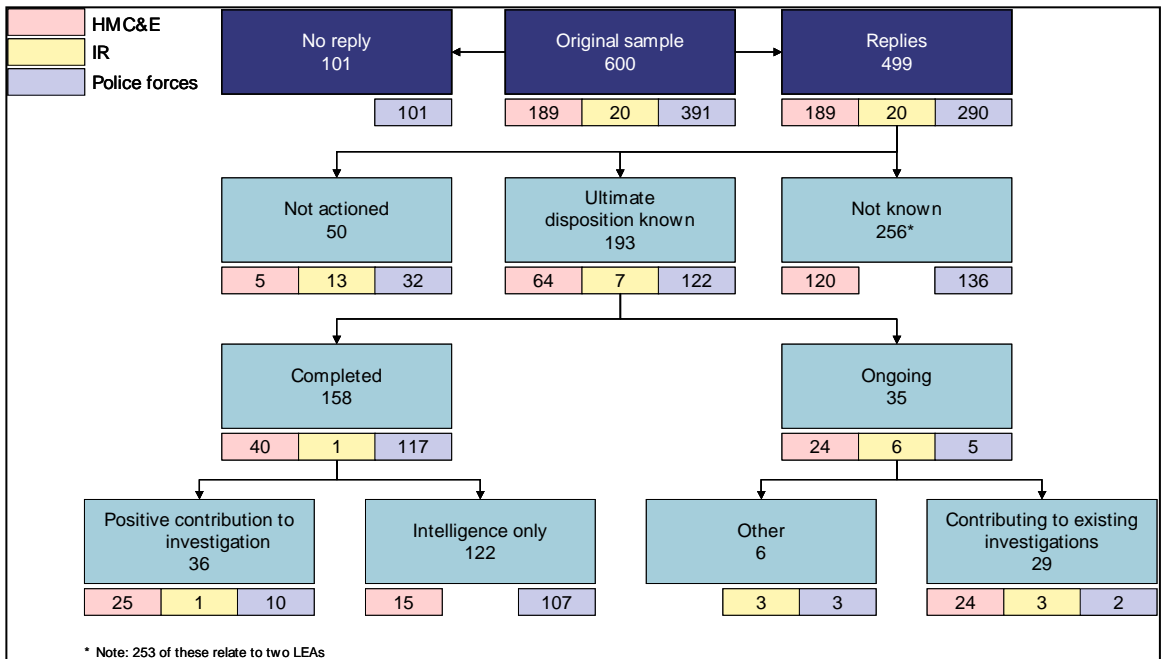 HMC&E
IR
Police forces
No reply
101
Original sample
600
Replies
499
101
189 20 391
189 20 290
Not actioned
50
Ultimate
disposition known
193
Not known
256*
5 13 32
64 7 122
120 136
Completed
158
Ongoing
35
40 1 117
24 6 5
Positive contribution to
investigation
36
Intelligence only
122
Other
6
Contributing to existing
investigations
29
25 1 10
15 107
3 3
24 3 2
* Note: 253 of these relate to two LEAs